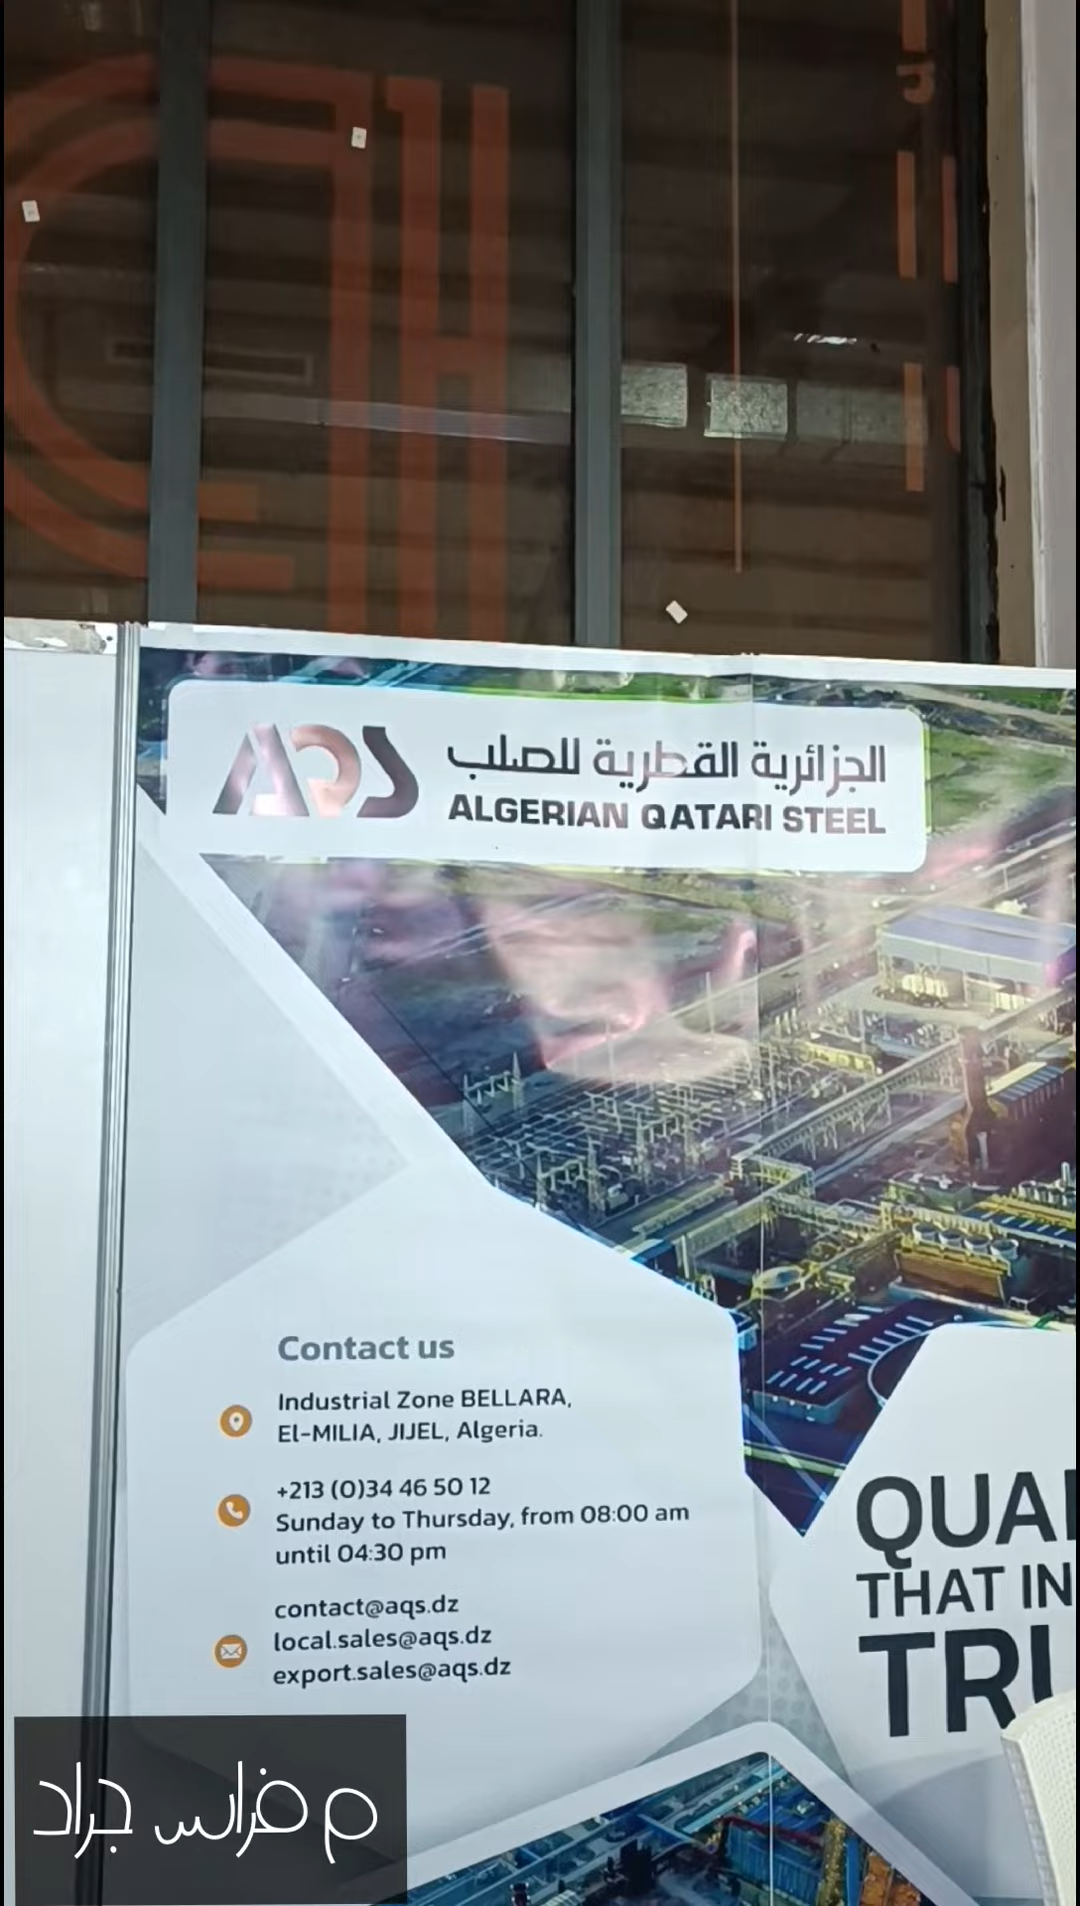 AQS
الجزائرية القطرية للصلب
ALGERIAN QATARI STEEL
Contact us
Industrial Zone BELLARA,
El-MILIA, JIJEL, Algeria.
+213 (0)34 46 50 12
Sunday to Thursday, from 08:00 am
until 04:30 pm
contact@aqs.dz
local.sales@aqs.dz
export.sales@aqs.dz
QUAL
THAT IN
TRU
م فراس جراد